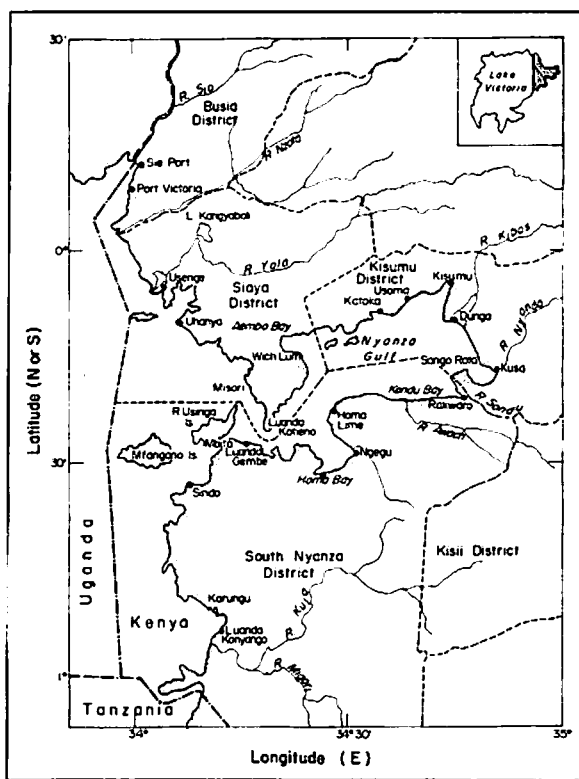 30'
Lake
Victoria
R Sio
Busia
District
R Nzoia
Sio Port
Port Victoria
L Kangyaboli
0°
R Yala
R Kibos
Usenga
Siaya
District
Kisumu
District
Kisumu
Usoma
Kotoka
Dunga
R Nyando
Uhanya
Asembo Bay
Nyanza
Gulf
Wich Lum
Sango Rota
Kusa
Misori
Kendu Bay
Rakwaro
R Sondu
R Usinga
Is
Luanda
Kotieno
Homa
Lime
R Awach
Mbita
Luanda
Gembe
Mfangano Is
Ngegu
30'
Homa Bay
Sindo
Uganda
South Nyanza
District
Kisii District
Karungu
R Kuja
Kenya
Luanda
Konyango
R Migori
1°
Tanzania
34°
34°30'
35°
Longitude (E)
Latitude (N or S)